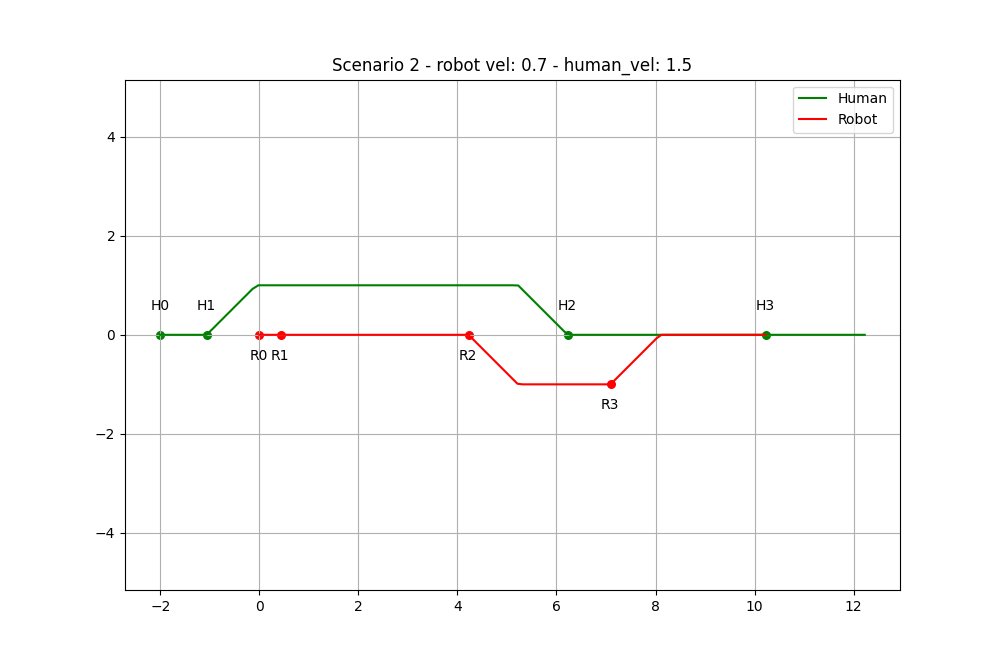 Scenario 2 - robot vel: 0.7 - human_vel: 1.5
Human
Robot
4
2
0
−2
−4
H0 H1 H2 H3
R0 R1 R2
R3
−2 0 2 4 6 8 10 12